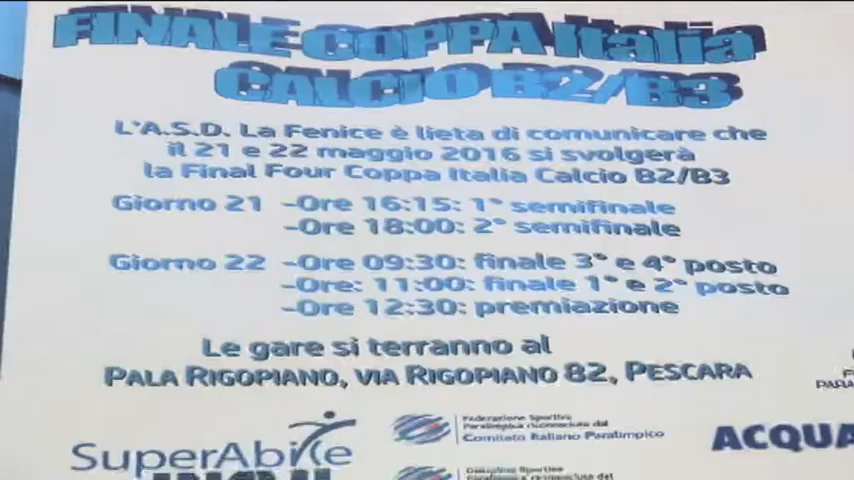 FINALE COPPA Italia
CALCIO B2/B3
L'A.S.D. La Fenice è lieta di comunicare che
il 21 e 22 maggio 2016 si svolgerà
la Final Four Coppa Italia Calcio B2/B3
Giorno 21 -Ore 16:15: 1° semifinale
-Ore 18:00: 2° semifinale
Giorno 22 -Ore 09:30: finale 3° e 4° posto
-Ore: 11:00: finale 1° e 2° posto
-Ore 12:30: premiazione
Le gare si terranno al
Pala Rigopiano, via Rigopiano 82, Pescara
SuperAbile
Federazione Sportiva
Paralimpica riconosciuta dal
Comitato Italiano Paralimpico
ACQUA
Disciplina Sportiva